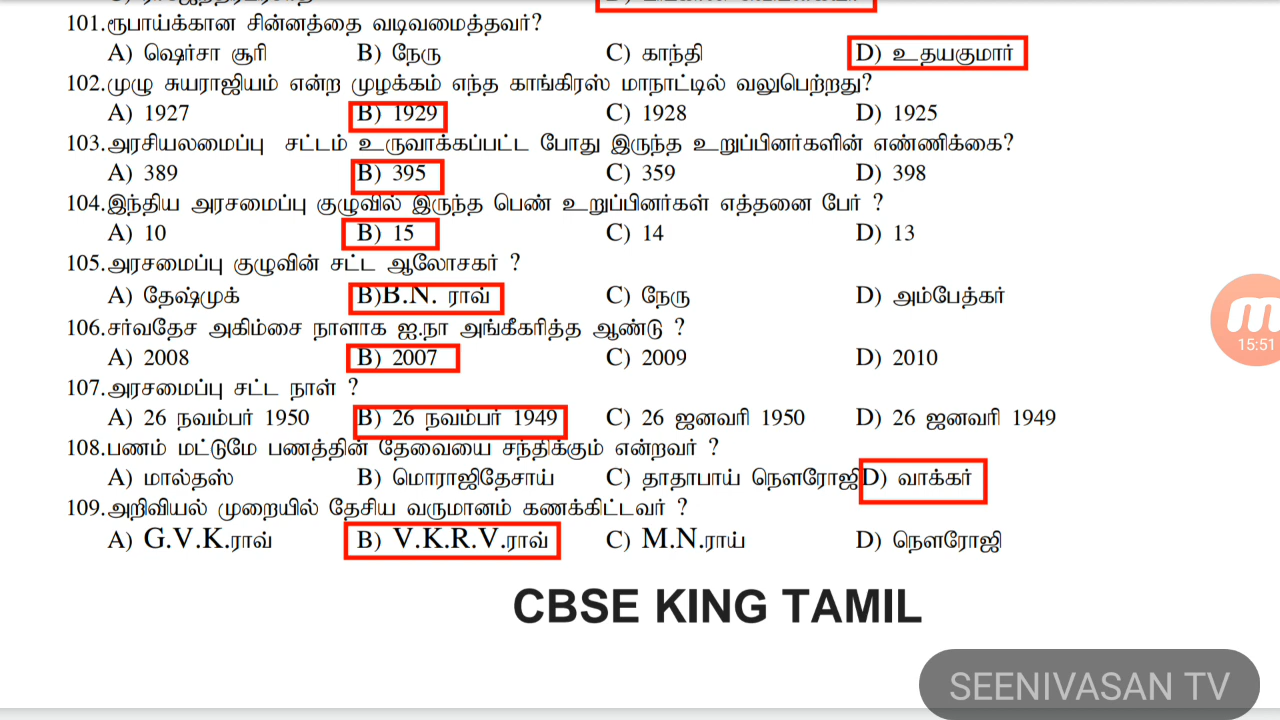 101.ரூபாய்க்கான சின்னத்தை வடிவமைத்தவர்?
A) ஷெர்சா சூரி B) நேரு C) காந்தி D) உதயகுமார்
102.முழு சுயராஜியம் என்ற முழக்கம் எந்த காங்கிரஸ் மாநாட்டில் வலுபெற்றது?
A) 1927 B) 1929 C) 1928 D) 1925
103.அரசியலமைப்பு சட்டம் உருவாக்கப்பட்ட போது இருந்த உறுப்பினர்களின் எண்ணிக்கை?
A) 389 B) 395 C) 359 D) 398
104.இந்திய அரசமைப்பு குழுவில் இருந்த பெண் உறுப்பினர்கள் எத்தனை பேர் ?
A) 10 B) 15 C) 14 D) 13
105.அரசமைப்பு குழுவின் சட்ட ஆலோசகர் ?
A) தேஷ்முக் B)B.N. ராவ் C) நேரு D) அம்பேத்கர்
106.சர்வதேச அகிம்சை நாளாக ஐ.நா அங்கீகரித்த ஆண்டு ?
A) 2008 B) 2007 C) 2009 D) 2010
107.அரசமைப்பு சட்ட நாள் ?
A) 26 நவம்பர் 1950 B) 26 நவம்பர் 1949 C) 26 ஜனவரி 1950 D) 26 ஜனவரி 1949
108.பணம் மட்டுமே பணத்தின் தேவையை சந்திக்கும் என்றவர் ?
A) மால்தஸ் B) மொராஜிதேசாய் C) தாதாபாய் நௌரோஜி D) வாக்கர்
109.அறிவியல் முறையில் தேசிய வருமானம் கணக்கிட்டவர் ?
A) G.V.K.ராவ் B) V.K.R.V.ராவ் C) M.N.ராய் D) நௌரோஜி
15:51
CBSE KING TAMIL
SEENIVASAN TV